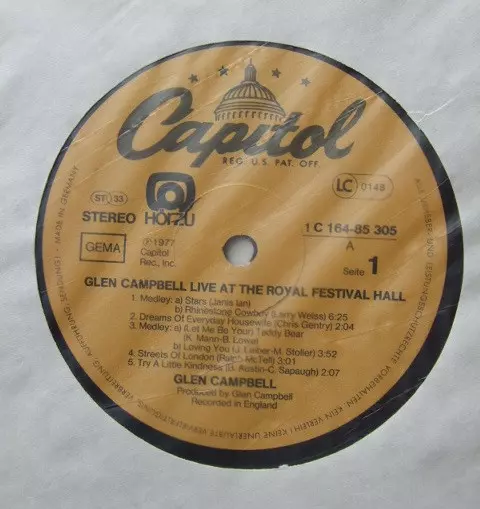 Capitol
REG. U.S. PAT. OFF.
ST 33
LC 0148
STEREO HÖRZU
1 C 164-85 305
GEMA
℗ 1977
Capitol
Rec., Inc.
A
Seite 1
GLEN CAMPBELL LIVE AT THE ROYAL FESTIVAL HALL
1. Medley: a) Stars (Janis Ian)
b) Rhinestone Cowboy (Larry Weiss) 6:25
2. Dreams Of Everyday Housewife (Chris Gentry) 2:04
3. Medley: a) (Let Me Be Your) Teddy Bear
(K. Mann-B. Lowe)
b) Loving You (J. Leiber-M. Stoller) 3:52
4. Streets Of London (Ralph McTell) 3:11
5. Try A Little Kindness (B. Austin-C. Sapaugh) 2:07
GLEN CAMPBELL
Produced by Glen Campbell
Recorded in England
MADE IN GERMANY